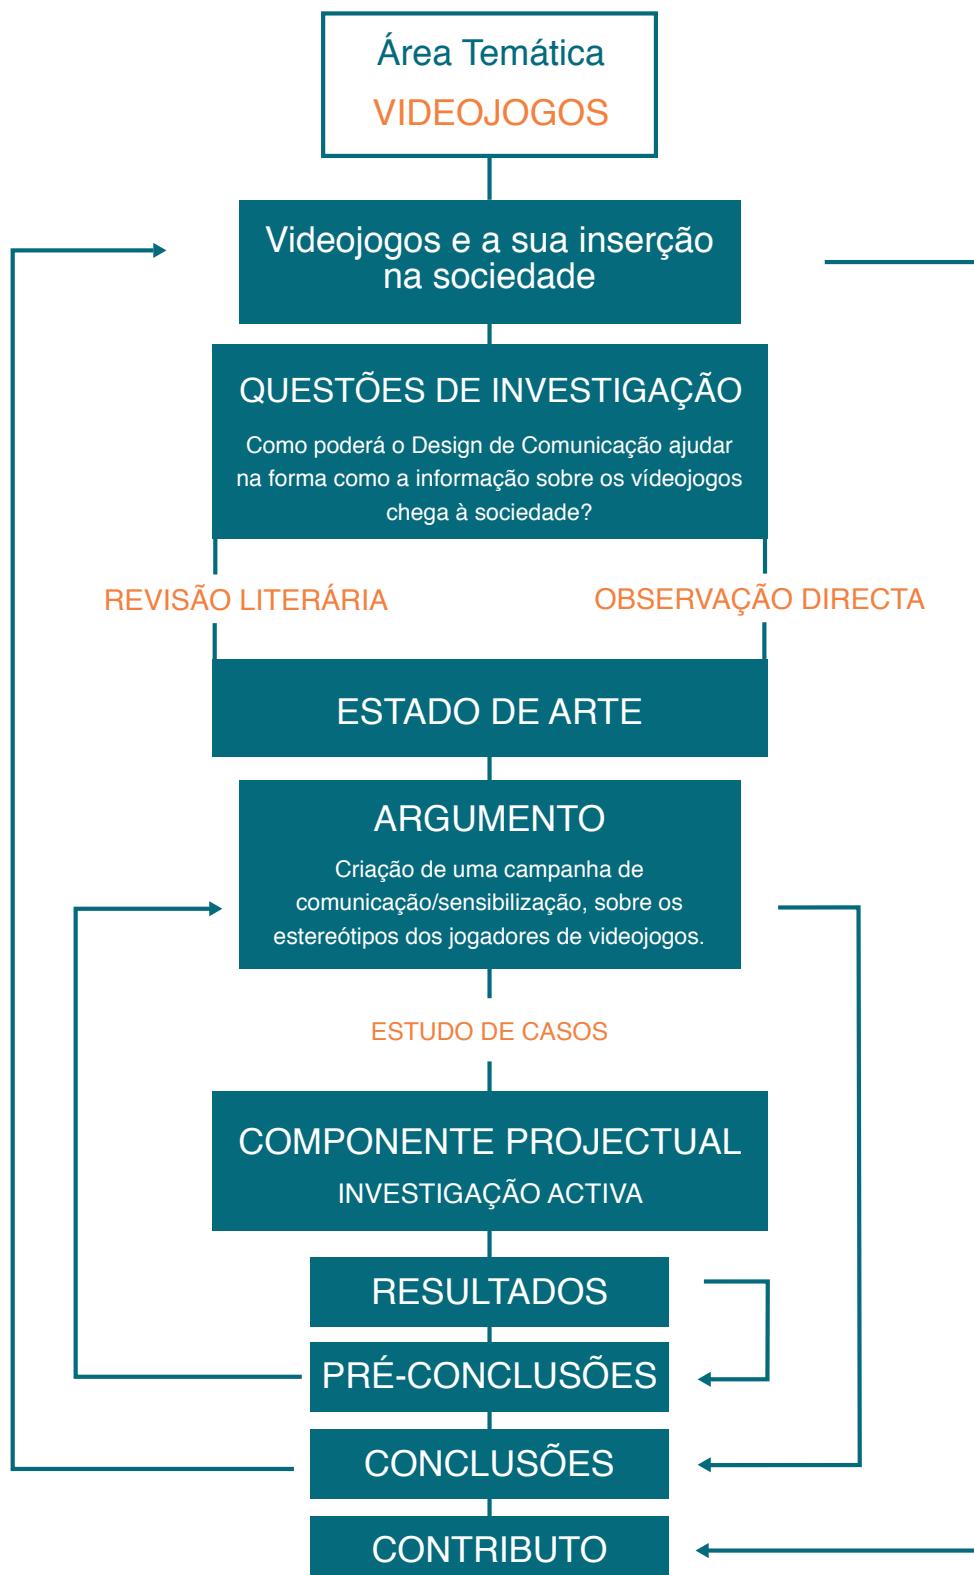 Área Temática
VIDEOJOGOS
Videojogos e a sua inserção
na sociedade
QUESTÕES DE INVESTIGAÇÃO
Como poderá o Design de Comunicação ajudar
na forma como a informação sobre os vídeojogos
chega à sociedade?
REVISÃO LITERÁRIA
OBSERVAÇÃO DIRECTA
ESTADO DE ARTE
ARGUMENTO
Criação de uma campanha de
comunicação/sensibilização, sobre os
estereótipos dos jogadores de videojogos.
ESTUDO DE CASOS
COMPONENTE PROJECTUAL
INVESTIGAÇÃO ACTIVA
RESULTADOS
PRÉ-CONCLUSÕES
CONCLUSÕES
CONTRIBUTO